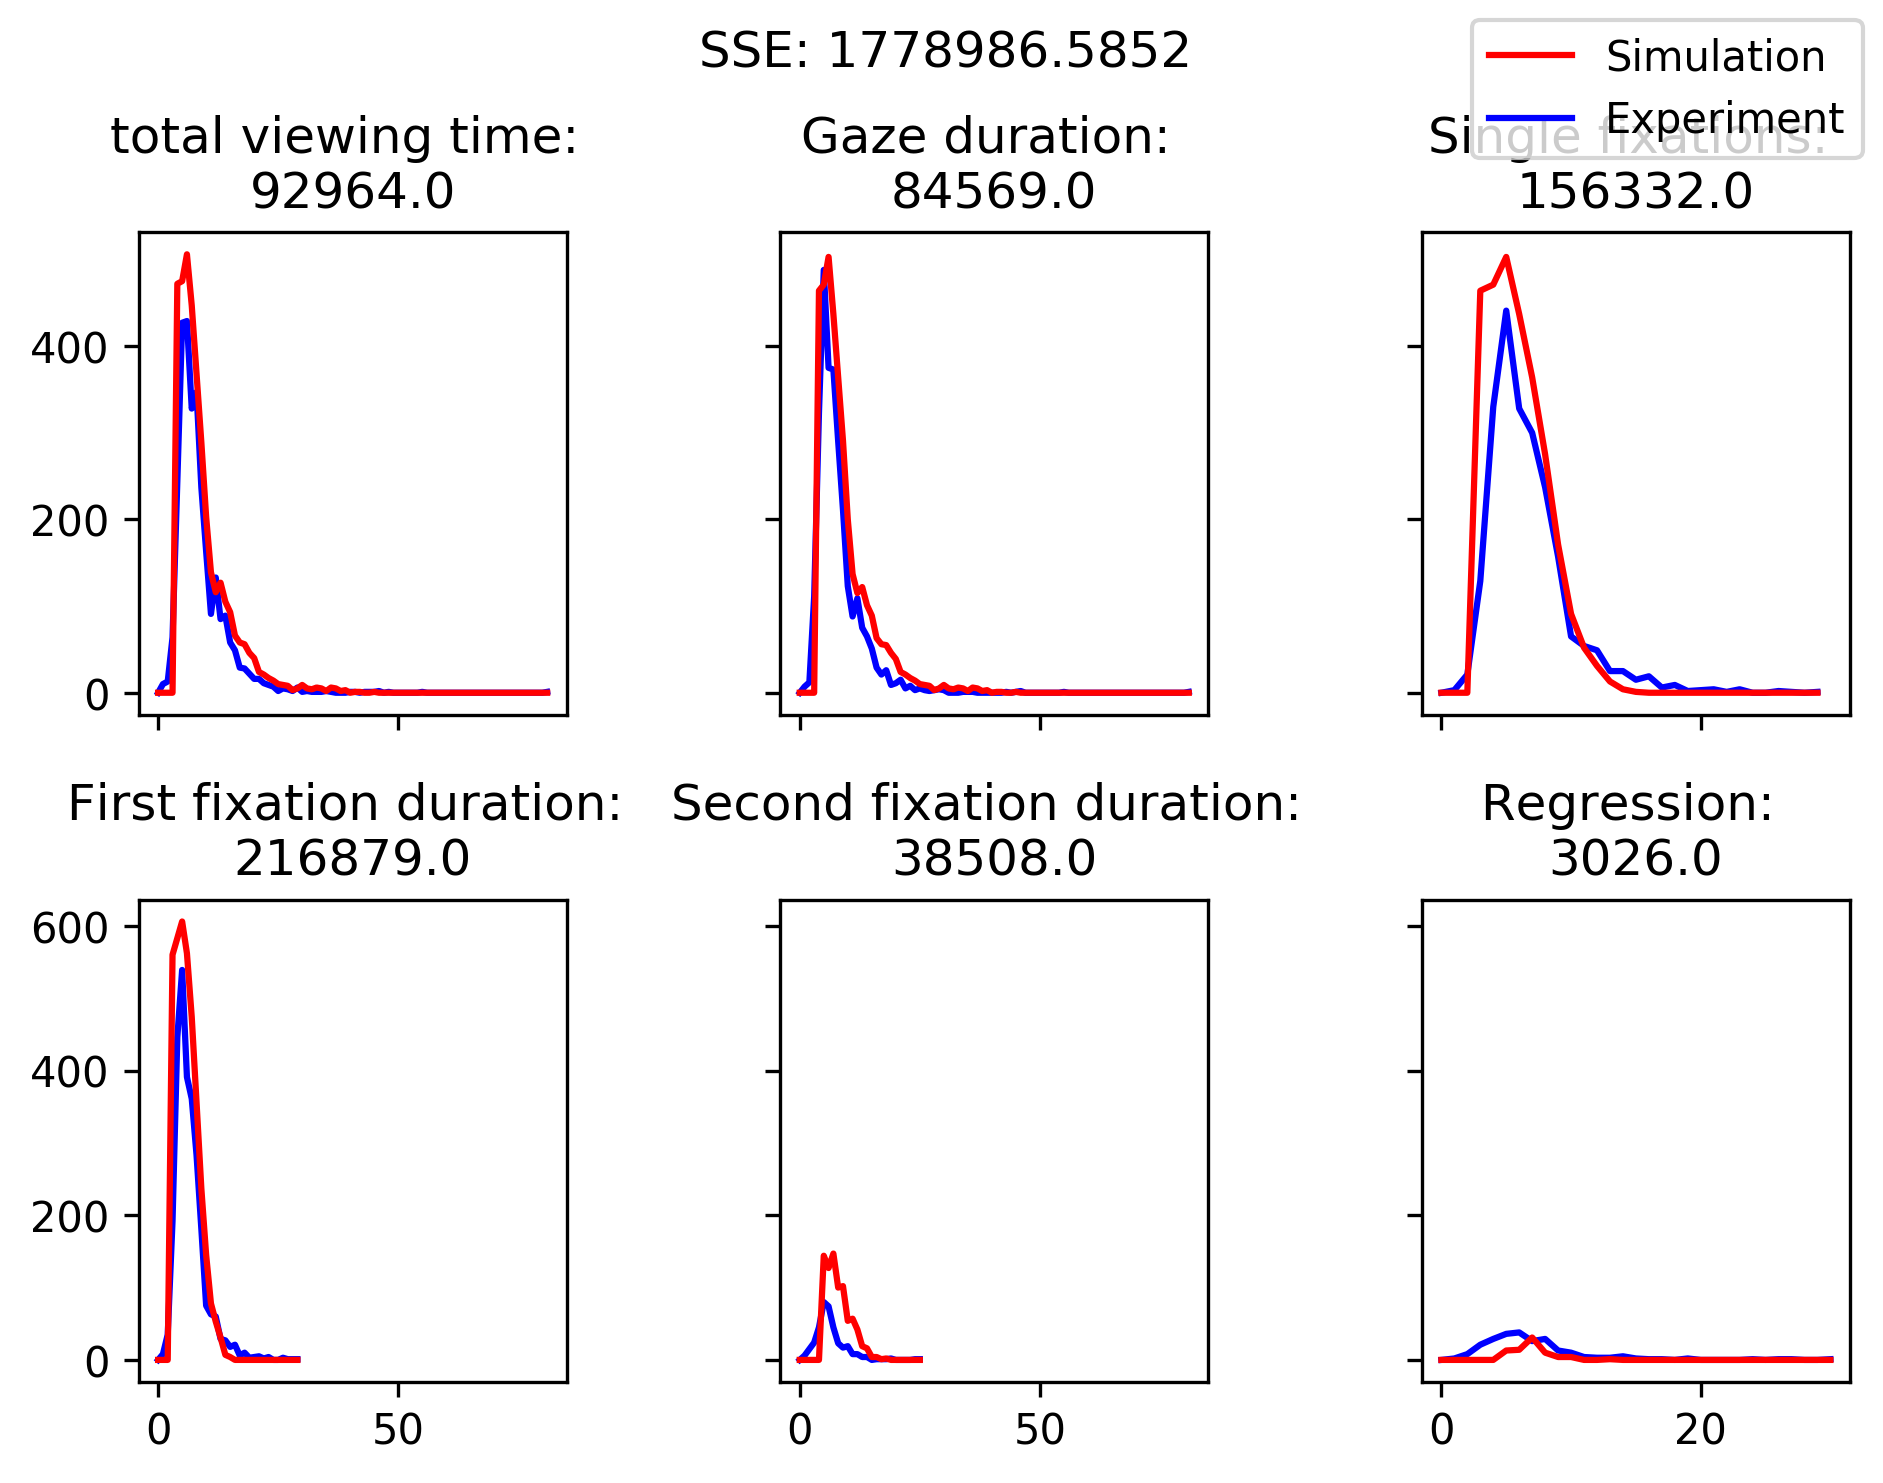 SSE: 1778986.5852
Simulation
Experiment
total viewing time:
92964.0
Gaze duration:
84569.0
Single fixations:
156332.0
400
200
0
First fixation duration:
216879.0
Second fixation duration:
38508.0
Regression:
3026.0
600
400
200
0
0
50
0
50
0
20